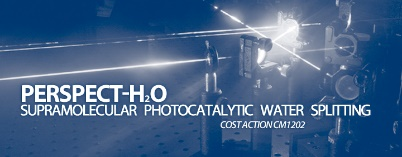 PERSPECT-H₂O
SUPRAMOLECULAR PHOTOCATALYTIC WATER SPLITTING
COST ACTION CM1202